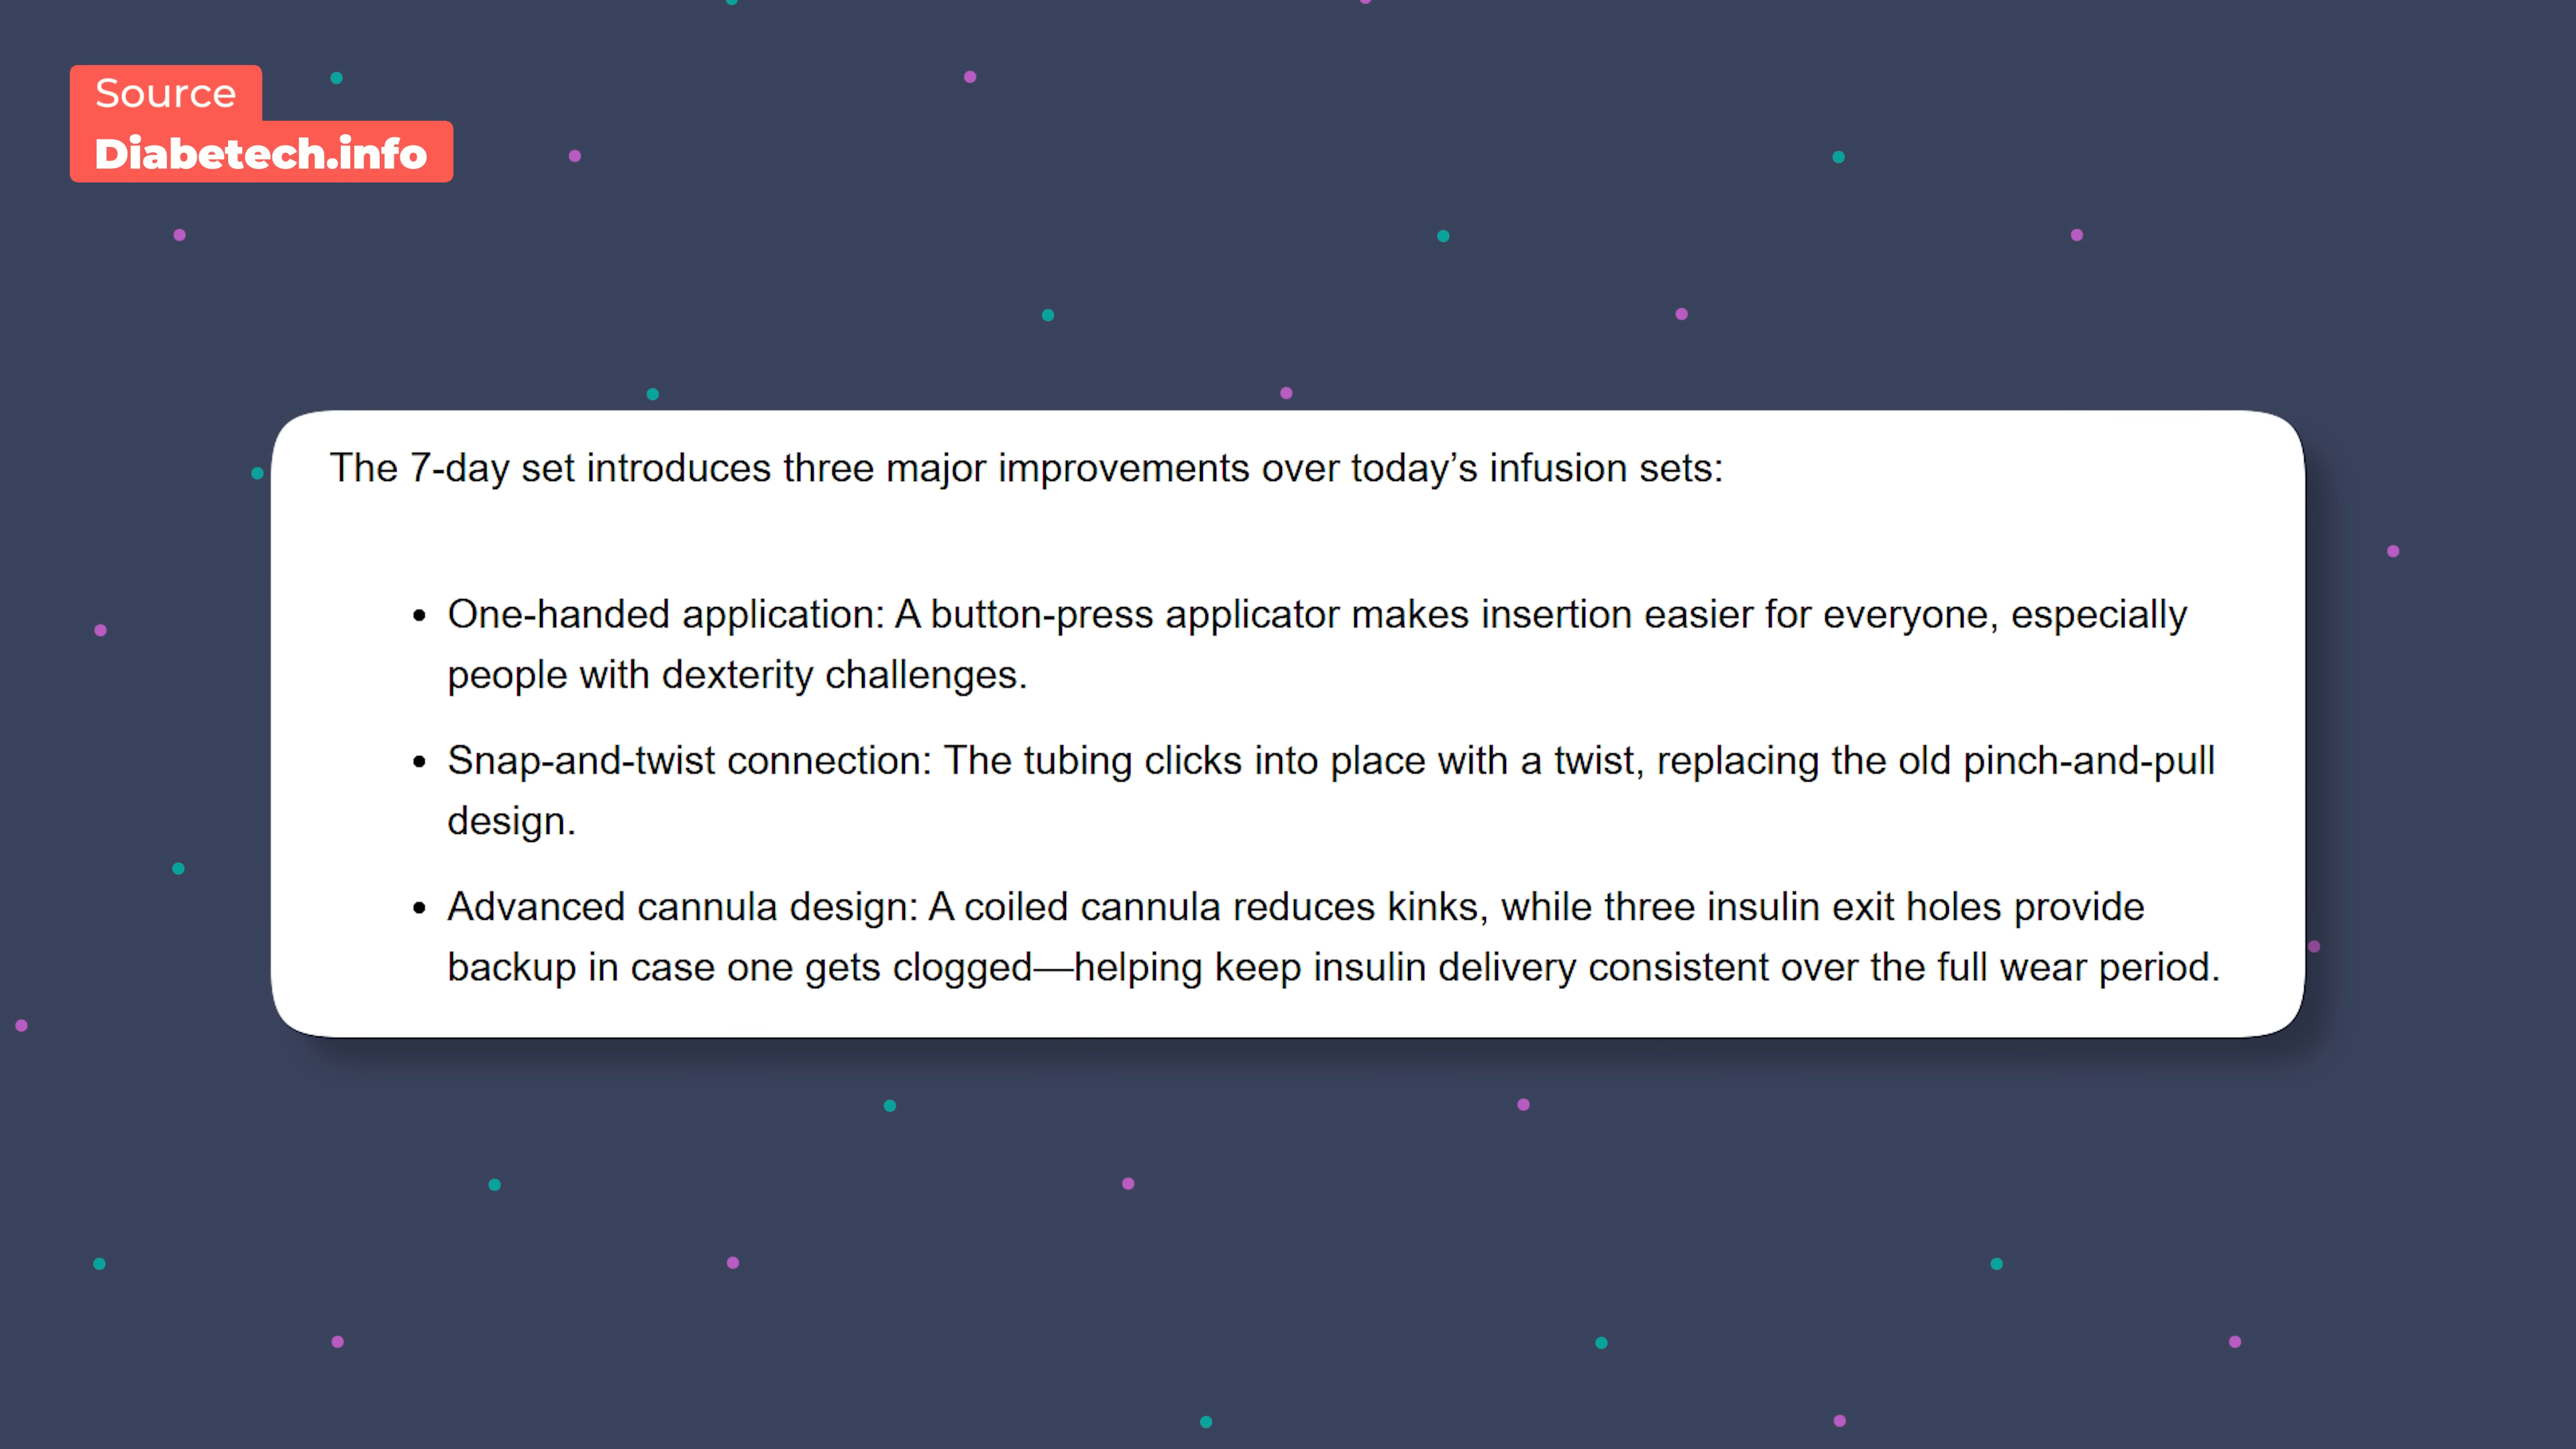 Source
Diabetech.info
The 7-day set introduces three major improvements over today’s infusion sets:
• One-handed application: A button-press applicator makes insertion easier for everyone, especially
people with dexterity challenges.
• Snap-and-twist connection: The tubing clicks into place with a twist, replacing the old pinch-and-pull
design.
• Advanced cannula design: A coiled cannula reduces kinks, while three insulin exit holes provide
backup in case one gets clogged—helping keep insulin delivery consistent over the full wear period.